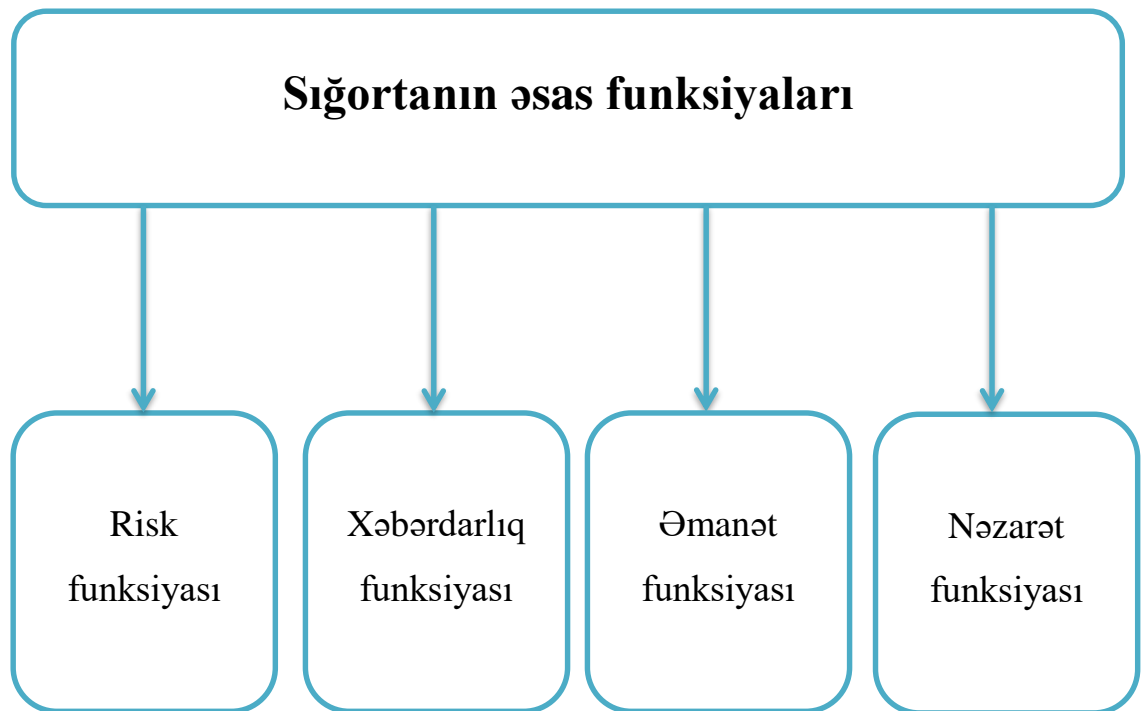 Sığortanın əsas funksiyaları
Risk
funksiyası
Xəbərdarlıq
funksiyası
Əmanət
funksiyası
Nəzarət
funksiyası